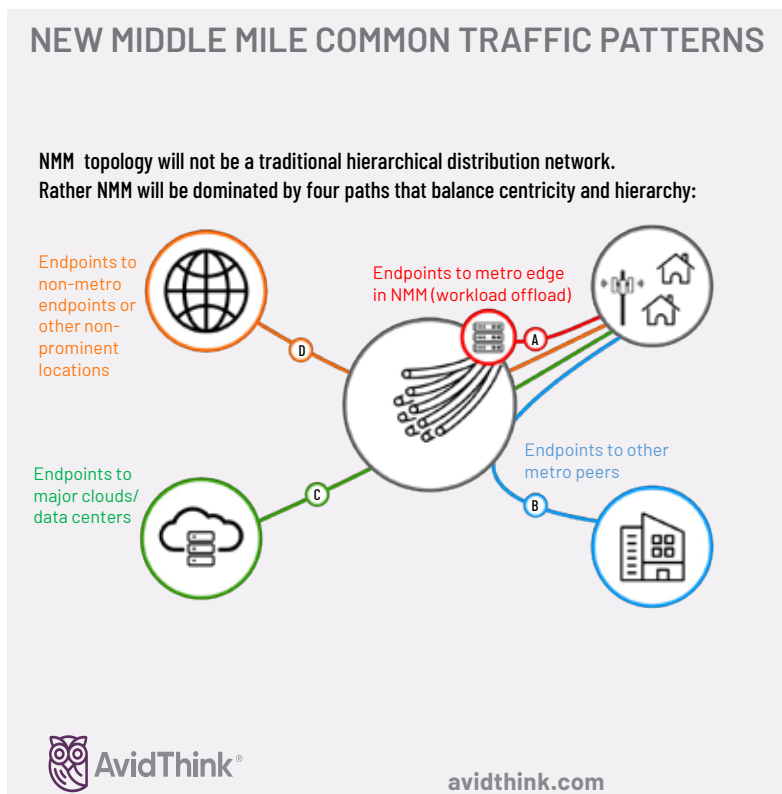 NEW MIDDLE MILE COMMON TRAFFIC PATTERNS
NMM topology will not be a traditional hierarchical distribution network.
Rather NMM will be dominated by four paths that balance centricity and hierarchy:
Endpoints to
non-metro
endpoints or
other non-
prominent
locations
Endpoints to metro edge
in NMM (workload offload)
A
D
Endpoints to
major clouds/
data centers
C
Endpoints to other
metro peers
B
AvidThink®
avidthink.com